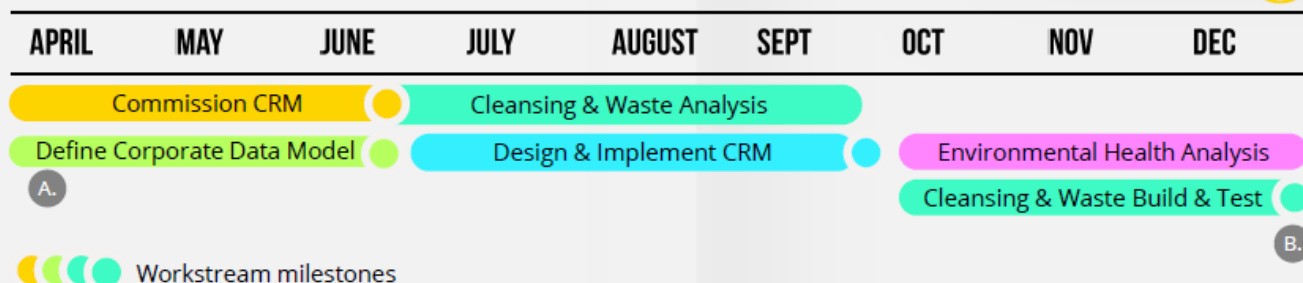 APRIL MAY JUNE JULY AUGUST SEPT OCT NOV DEC
Commission CRM Cleansing & Waste Analysis
Define Corporate Data Model Design & Implement CRM Environmental Health Analysis
A. Cleansing & Waste Build & Test
B.
Workstream milestones